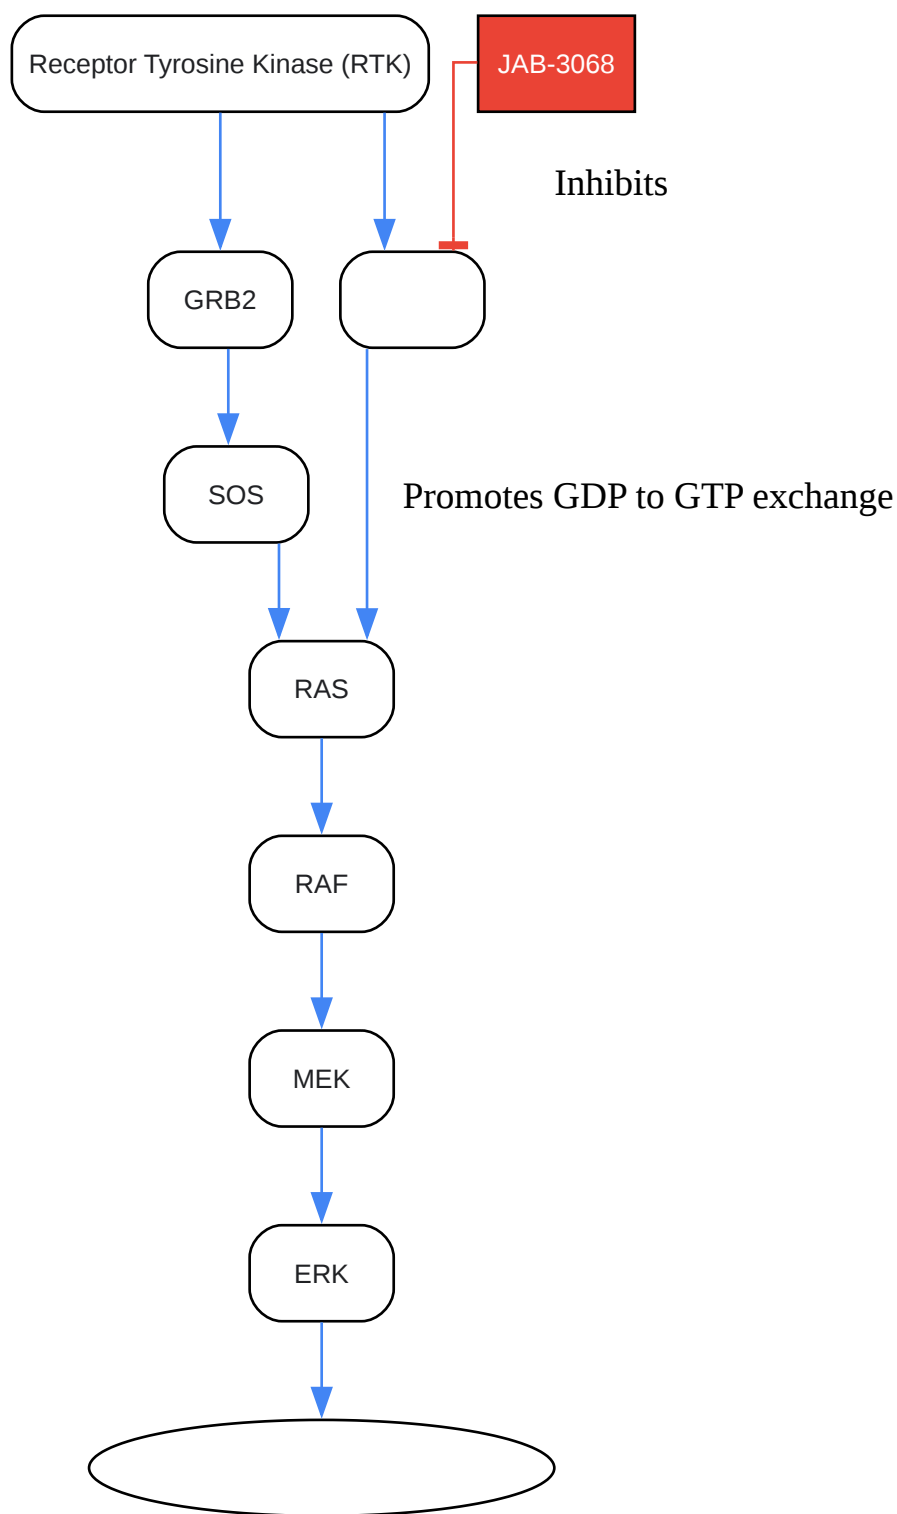 Receptor Tyrosine Kinase (RTK)
JAB-3068
Inhibits
GRB2
SOS
Promotes GDP to GTP exchange
RAS
RAF
MEK
ERK